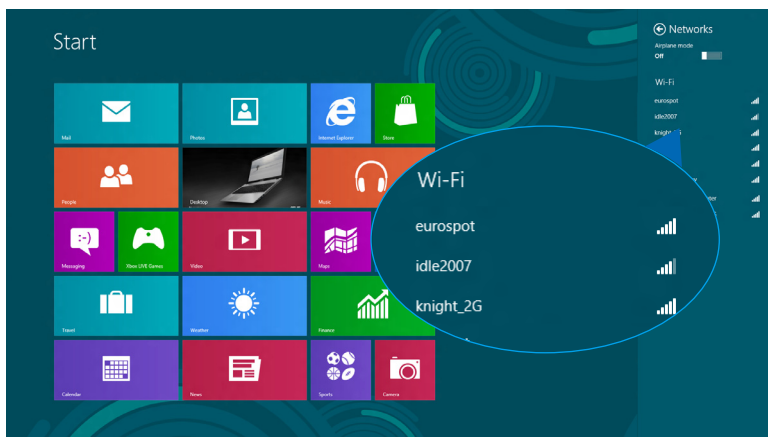 Start
Mail
Photos
Internet Explorer
Store
People
Desktop
Music
Messaging
Xbox LIVE Games
Video
Maps
Travel
Weather
Finance
Calendar
News
Sports
Camera
Networks
Airplane mode
Off
Wi-Fi
eurospot
idle2007
Wi-Fi
eurospot
idle2007
knight_2G